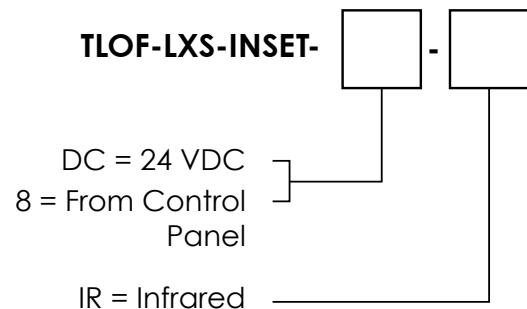 TLOF-LXS-INSET- -
DC = 24 VDC
8 = From Control
Panel
IR = Infrared